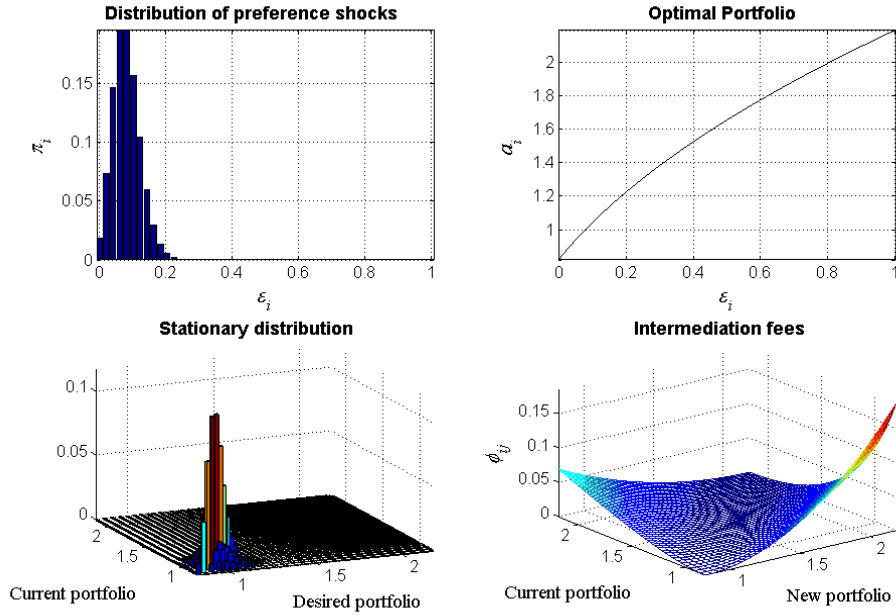 Distribution of preference shocks
0.15
0.1
0.05
0
π_i
0 0.2 0.4 0.6 0.8 1
ε_i
Optimal Portfolio
2
1.8
1.6
1.4
1.2
1
a_i
0 0.2 0.4 0.6 0.8 1
ε_i
Stationary distribution
0.1
0.05
0
2
1.5
1
Current portfolio
1
1.5
2
Desired portfolio
Intermediation fees
0.15
0.1
0.05
0
ϕ_ij
2
1.5
1
Current portfolio
1
1.5
2
New portfolio